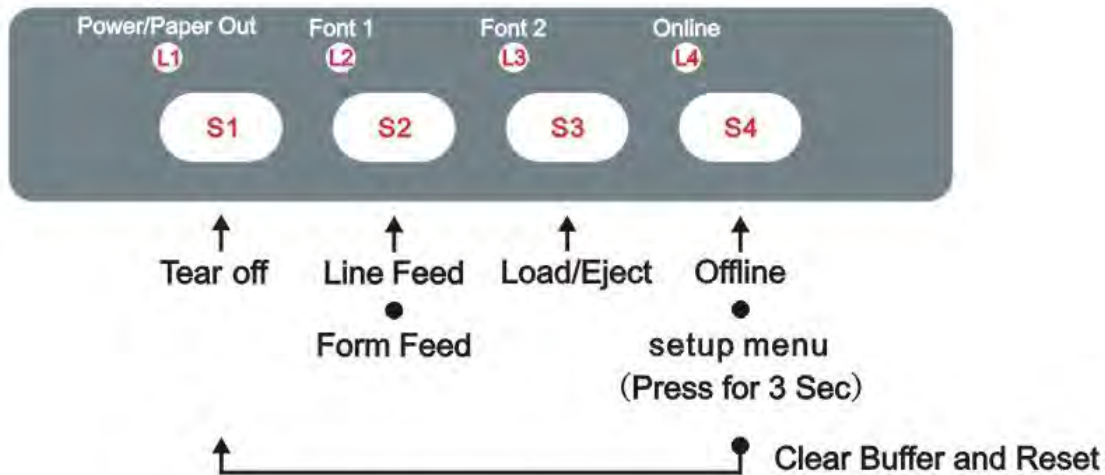 Power/Paper Out Font 1 Font 2 Online
L1 L2 L3 L4
S1 S2 S3 S4
Tear off Line Feed Load/Eject Offline
Form Feed setup menu
(Press for 3 Sec)
Clear Buffer and Reset